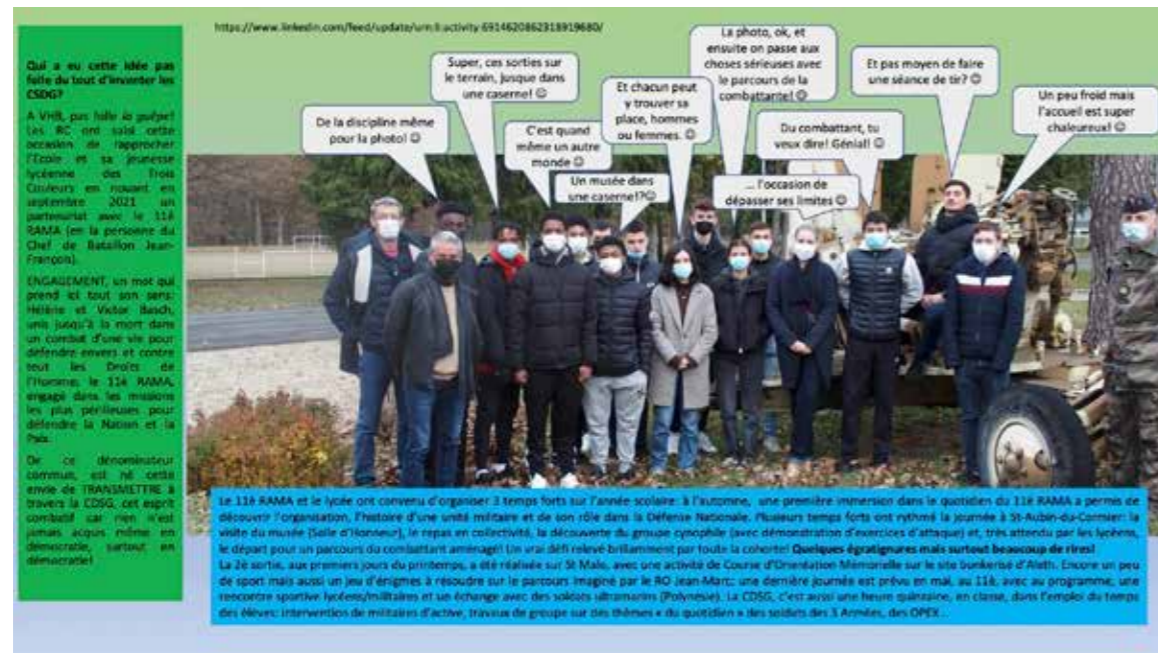 https://www.linkedin.com/feed/update/urn:li:activity:6914620862318919680/
Qui a eu cette idée pas
folle du tout d'inventer les
CSDG?
A VHB, pas folle la guêpe!
Les RC ont saisi cette
occasion de rapprocher
l'Ecole et sa jeunesse
lycéenne des Trois
Couleurs en nouant en
septembre 2021 un
partenariat avec le 11è
RAMA (en la personne du
Chef de Bataillon Jean-
François).
ENGAGEMENT, un mot qui
prend ici tout son sens:
Hélène et Victor Basch,
unis jusqu'à la mort dans
un combat d'une vie pour
défendre envers et contre
tout les Droits de
l'Homme; le 11è RAMA,
engagé dans les missions
les plus périlleuses pour
défendre la Nation et la
Paix.
De ce dénominateur
commun, est né cette
envie de TRANSMETTRE à
travers la CDSG, cet esprit
combatif car rien n'est
jamais acquis même en
démocratie, surtout en
démocratie!
De la discipline même
pour la photo! ☺
Super, ces sorties sur
le terrain, jusque dans
une caserne! ☺
C'est quand
même un autre
monde ☺
Un musée dans
une caserne!?☺
Et chacun peut
y trouver sa
place, hommes
ou femmes. ☺
La photo, ok, et
ensuite on passe aux
choses sérieuses avec
le parcours de la
combattante! ☺
Du combattant, tu
veux dire! Génial! ☺
... l'occasion de
dépasser ses limites ☺
Et pas moyen de faire
une séance de tir? ☺
Un peu froid mais
l'accueil est super
chaleureux! ☺
Le 11è RAMA et le lycée ont convenu d'organiser 3 temps forts sur l'année scolaire: à l'automne, une première immersion dans le quotidien du 11è RAMA a permis de
découvrir l'organisation, l'histoire d'une unité militaire et de son rôle dans la Défense Nationale. Plusieurs temps forts ont rythmé la journée à St-Aubin-du-Cormier: la
visite du musée (Salle d'Honneur), le repas en collectivité, la découverte du groupe cynophile (avec démonstration d'exercices d'attaque) et, très attendu par les lycéens,
le départ pour un parcours du combattant aménagé! Un vrai défi relevé brillamment par toute la cohorte! Quelques égratignures mais surtout beaucoup de rires!
La 2è sortie, aux premiers jours du printemps, a été réalisée sur St Malo, avec une activité de Course d'Orientation Mémorielle sur le site bunkerisé d'Aleth. Encore un peu
de sport mais aussi un jeu d'énigmes à résoudre sur le parcours imaginé par le RO Jean-Marc; une dernière journée est prévu en mai, au 11è, avec au programme, une
rencontre sportive lycéens/militaires et un échange avec des soldats ultramarins (Polynésie). La CDSG, c'est aussi une heure quinzaine, en classe, dans l'emploi du temps
des élèves: intervention de militaires d'active, travaux de groupe sur des thèmes « du quotidien » des soldats des 3 Armées, des OPEX...